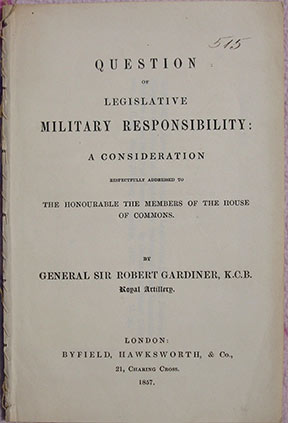 515
QUESTION
OF
LEGISLATIVE
MILITARY RESPONSIBILITY:
A CONSIDERATION
RESPECTFULLY ADDRESSED TO
THE HONOURABLE THE MEMBERS OF THE HOUSE
OF COMMONS.
BY
GENERAL SIR ROBERT GARDINER, K.C.B.
Royal Artillery.
LONDON:
BYFIELD, HAWKSWORTH, & Co.,
21, CHARING CROSS.
1857.